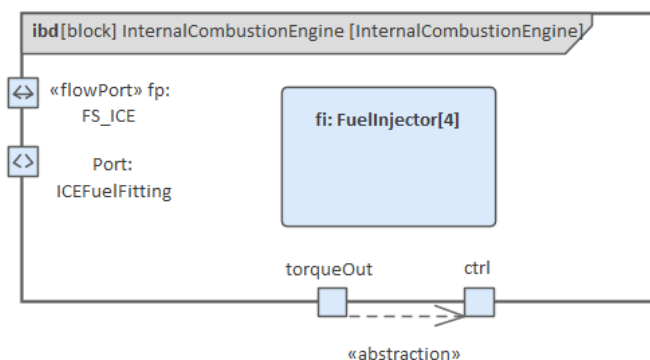 ibd[block] InternalCombustionEngine [InternalCombustionEngine]
«flowPort» fp:
FS_ICE
fi: FuelInjector[4]
Port:
ICEFuelFitting
torqueOut
ctrl
«abstraction»